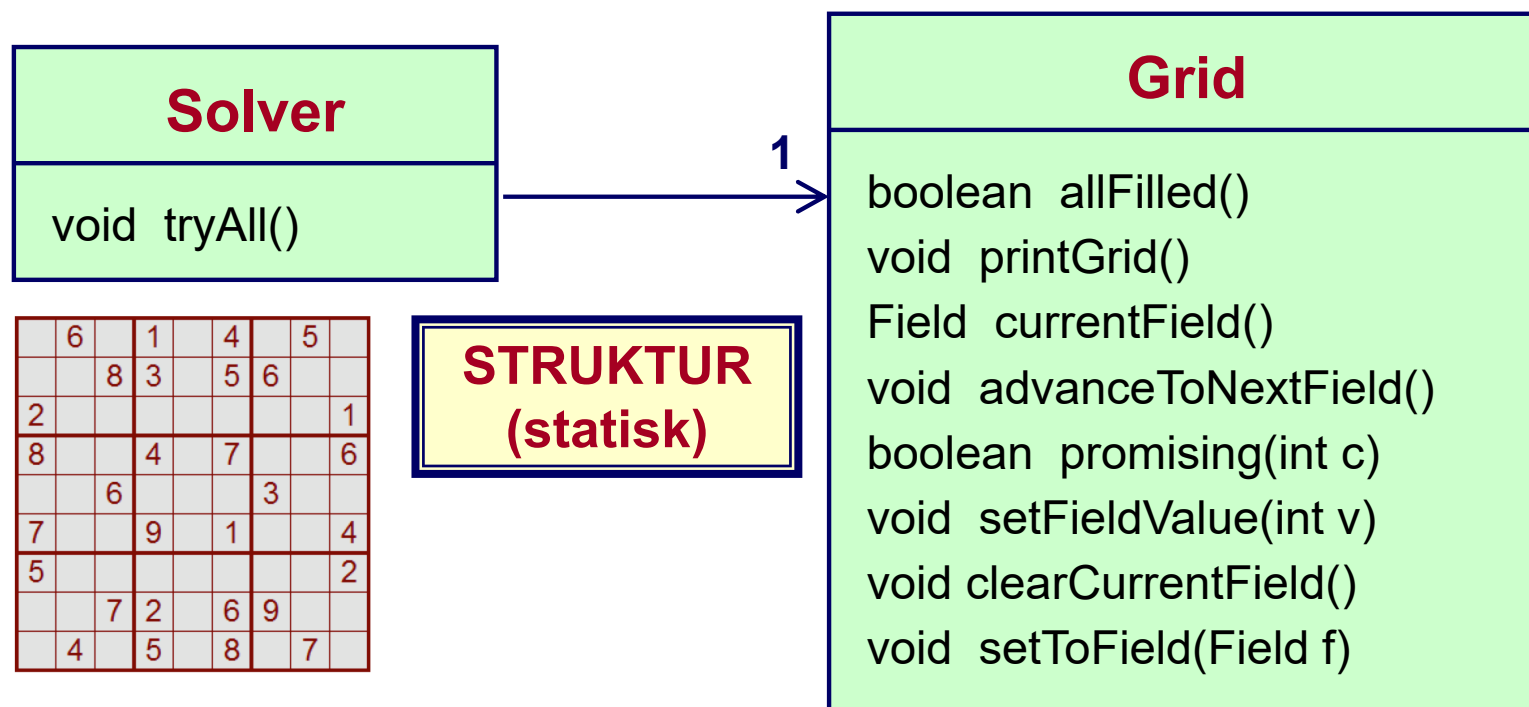 Solver
void tryAll()
1
Grid
boolean allFilled()
void printGrid()
Field currentField()
void advanceToNextField()
boolean promising(int c)
void setFieldValue(int v)
void clearCurrentField()
void setToField(Field f)
STRUKTUR
(statisk)
6 1 4 5
8 3 5 6
2 1
8 4 7 6
6 3
7 9 1 4
5 2
7 2 6 9
4 5 8 7